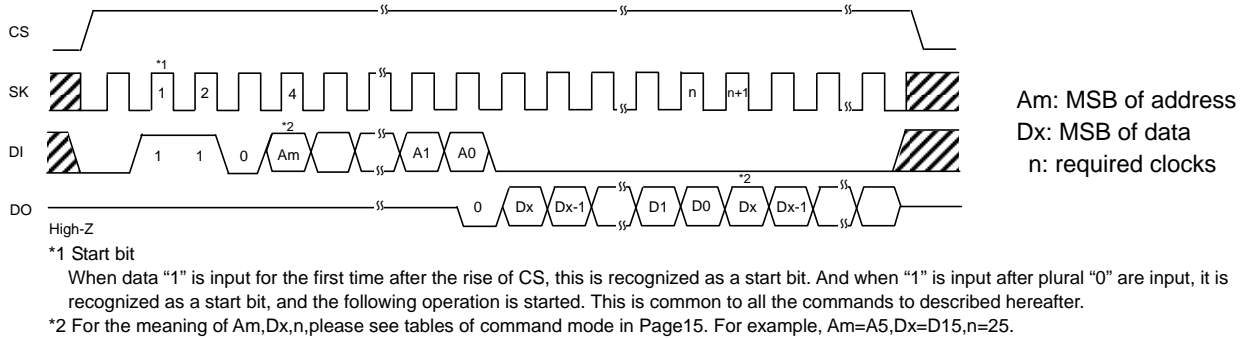 CS
*1
SK 1 2 4 n n+1
*2
DI 1 1 0 Am A1 A0
*2
DO 0 Dx Dx-1 D1 D0 Dx Dx-1
High-Z
Am: MSB of address
Dx: MSB of data
n: required clocks
*1 Start bit
When data “1” is input for the first time after the rise of CS, this is recognized as a start bit. And when “1” is input after plural “0” are input, it is
recognized as a start bit, and the following operation is started. This is common to all the commands to described hereafter.
*2 For the meaning of Am,Dx,n,please see tables of command mode in Page15. For example, Am=A5,Dx=D15,n=25.